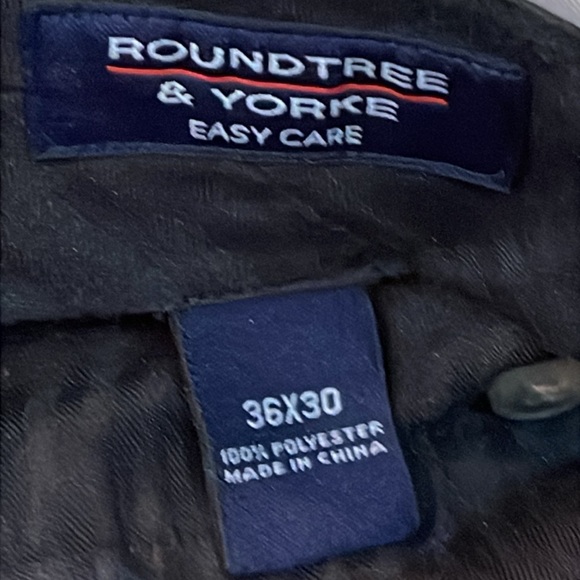 ROUNDTREE
& YORKE
EASY CARE
36X30
100% POLYESTER
MADE IN CHINA